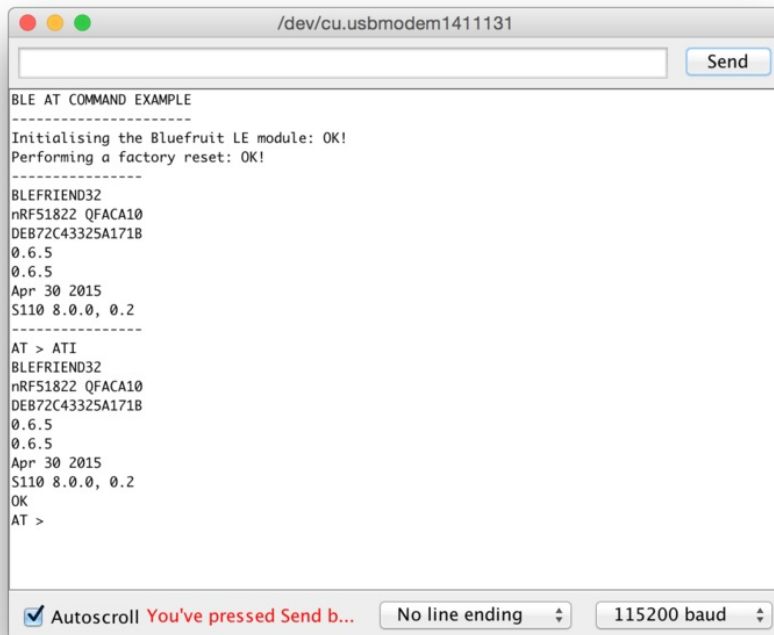 /dev/cu.usbmodem1411131
Send
BLE AT COMMAND EXAMPLE
---------------------
Initialising the Bluefruit LE module: OK!
Performing a factory reset: OK!
----------------
BLEFRIEND32
nRF51822 QFACA10
DEB72C43325A171B
0.6.5
0.6.5
Apr 30 2015
S110 8.0.0, 0.2
----------------
AT > ATI
BLEFRIEND32
nRF51822 QFACA10
DEB72C43325A171B
0.6.5
0.6.5
Apr 30 2015
S110 8.0.0, 0.2
OK
AT >
Autoscroll You've pressed Send b... No line ending 115200 baud